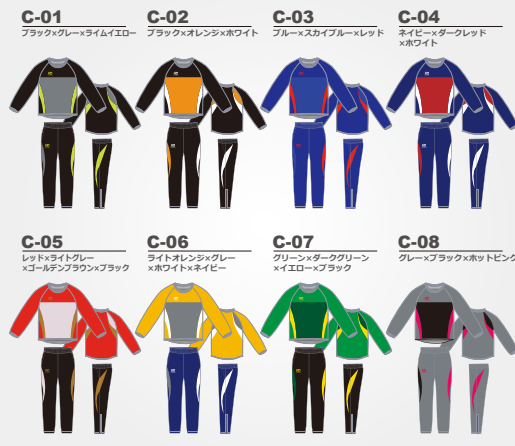 C-01
ブラック×グレー×ライムイエロー
C-02
ブラック×オレンジ×ホワイト
C-03
ブルー×スカイブルー×レッド
C-04
ネイビー×ダークレッド
×ホワイト
C-05
レッド×ライトグレー
×ゴールデンブラウン×ブラック
C-06
ライトオレンジ×グレー
×ホワイト×ネイビー
C-07
グリーン×ダークグリーン
×イエロー×ブラック
C-08
グレー×ブラック×ホットピンク